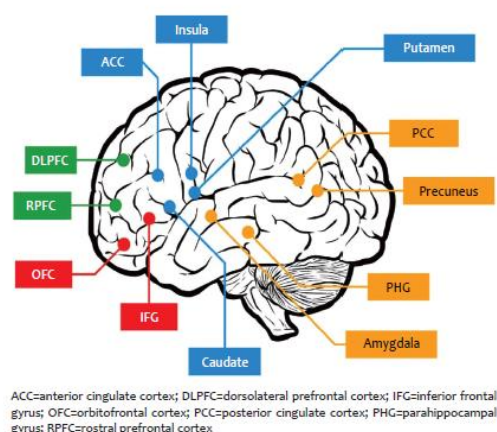 Insula
Putamen
ACC
PCC
DLPFC
Precuneus
RPFC
OFC
PHG
IFG
Amygdala
Caudate
ACC=anterior cingulate cortex; DLPFC=dorsolateral prefrontal cortex; IFG=inferior frontal
gyrus; OFC=orbitofrontal cortex; PCC=posterior cingulate cortex; PHG=parahippocampal
gyrus; RPFC=rostral prefrontal cortex